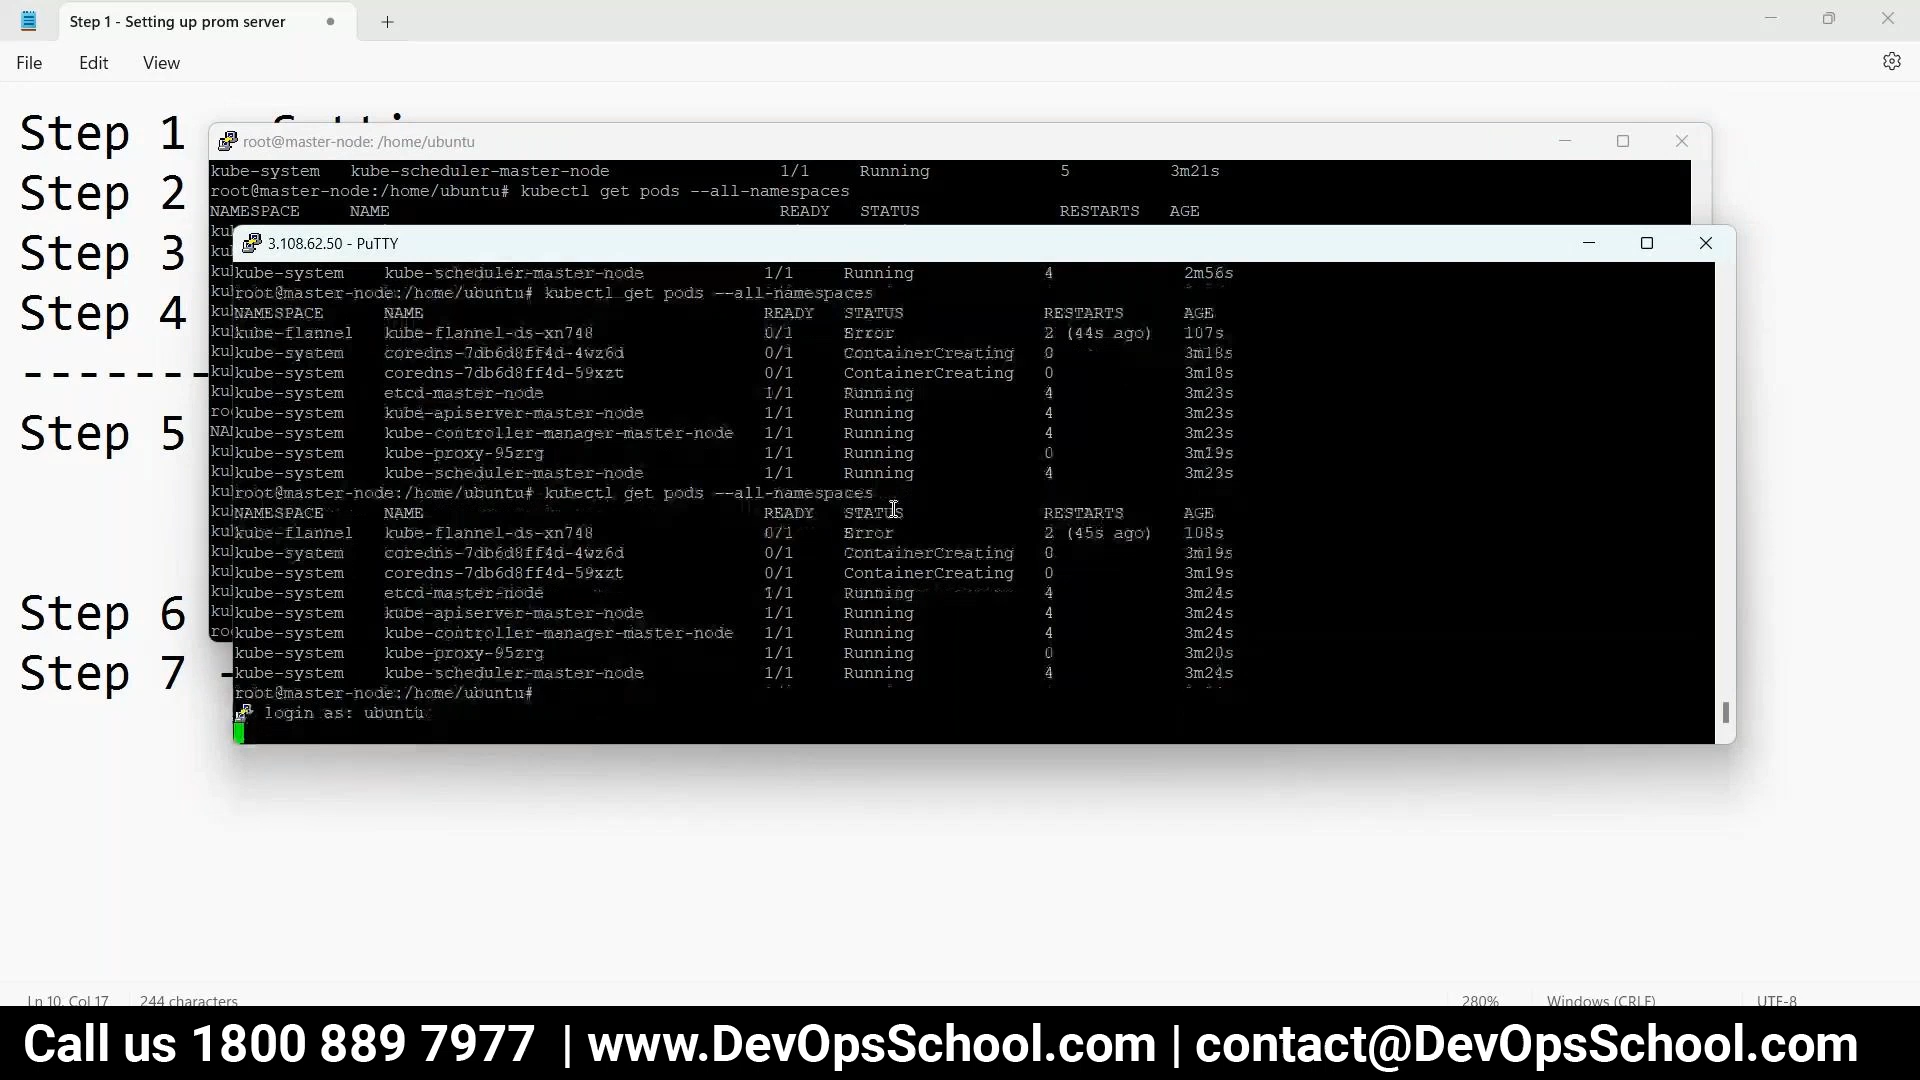 Step 1 - Setting up prom server
File Edit View
Step 1
Step 2
Step 3
Step 4
-------
Step 5
Step 6
Step 7 -
root@master-node: /home/ubuntu
kube-system kube-scheduler-master-node 1/1 Running 5 3m21s
root@master-node:/home/ubuntu# kubectl get pods --all-namespaces
NAMESPACE NAME READY STATUS RESTARTS AGE
3.108.62.50 - PuTTY
kube-system kube-scheduler-master-node 1/1 Running 4 2m56s
root@master-node:/home/ubuntu# kubectl get pods --all-namespaces
NAMESPACE NAME READY STATUS RESTARTS AGE
kube-flannel kube-flannel-ds-xn748 0/1 Error 2 (44s ago) 107s
kube-system coredns-7db6d8ff4d-4wz6d 0/1 ContainerCreating 0 3m18s
kube-system coredns-7db6d8ff4d-59xzt 0/1 ContainerCreating 0 3m18s
kube-system etcd-master-node 1/1 Running 4 3m23s
kube-system kube-apiserver-master-node 1/1 Running 4 3m23s
kube-system kube-controller-manager-master-node 1/1 Running 4 3m23s
kube-system kube-proxy-95zrg 1/1 Running 0 3m19s
kube-system kube-scheduler-master-node 1/1 Running 4 3m23s
root@master-node:/home/ubuntu# kubectl get pods --all-namespaces
NAMESPACE NAME READY STATUS RESTARTS AGE
kube-flannel kube-flannel-ds-xn748 0/1 Error 2 (45s ago) 108s
kube-system coredns-7db6d8ff4d-4wz6d 0/1 ContainerCreating 0 3m19s
kube-system coredns-7db6d8ff4d-59xzt 0/1 ContainerCreating 0 3m19s
kube-system etcd-master-node 1/1 Running 4 3m24s
kube-system kube-apiserver-master-node 1/1 Running 4 3m24s
kube-system kube-controller-manager-master-node 1/1 Running 4 3m24s
kube-system kube-proxy-95zrg 1/1 Running 0 3m20s
kube-system kube-scheduler-master-node 1/1 Running 4 3m24s
root@master-node:/home/ubuntu#
login as: ubuntu
Ln 10, Col 17 244 characters 280% Windows (CRLF) UTF-8
Call us 1800 889 7977 | www.DevOpsSchool.com | contact@DevOpsSchool.com